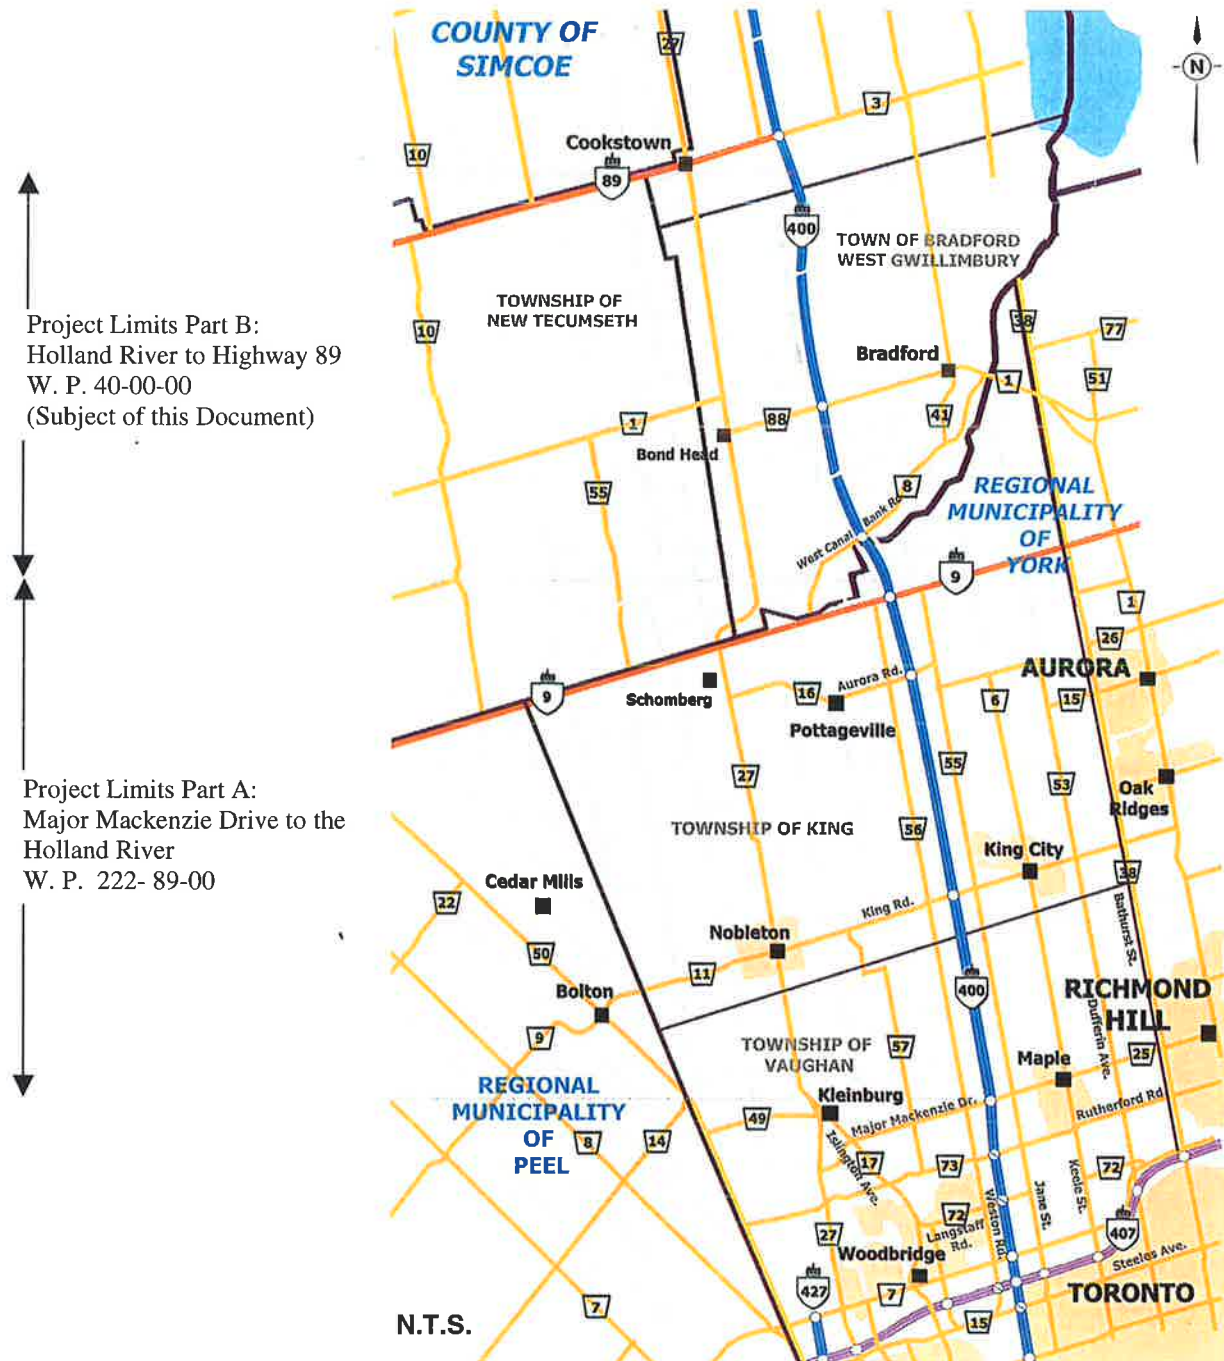 COUNTY OF
SIMCOE
27
N
3
Cookstown
10
89
400
TOWN OF BRADFORD
WEST GWILLIMBURY
TOWNSHIP OF
NEW TECUMSETH
Project Limits Part B:
Holland River to Highway 89
W. P. 40-00-00
(Subject of this Document)
10
38
77
Bradford
1
51
1
88
41
Bond Head
55
8
West Canal Bank Rd.
REGIONAL
MUNICIPALITY
OF
YORK
9
1
26
AURORA
9
Schomberg
16
Aurora Rd.
6
15
Pottageville
27
55
53
Oak
Ridges
Project Limits Part A:
Major Mackenzie Drive to the
Holland River
W. P. 222- 89-00
TOWNSHIP OF KING
56
King City
38
Cedar Mills
22
King Rd.
Bathurst St.
Nobleton
50
11
Bolton
400
RICHMOND
HILL
9
TOWNSHIP OF
VAUGHAN
57
Dufferin Ave.
25
Maple
REGIONAL
MUNICIPALITY
OF
PEEL
Kleinburg
49
Major Mackenzie Dr.
Rutherford Rd
8
14
Islington Ave.
17
73
72
Keele St.
Jane St.
Weston Rd.
72
Langstaff
Rd.
27
407
Woodbridge
Steeles Ave.
427
7
TORONTO
7
15
N.T.S.